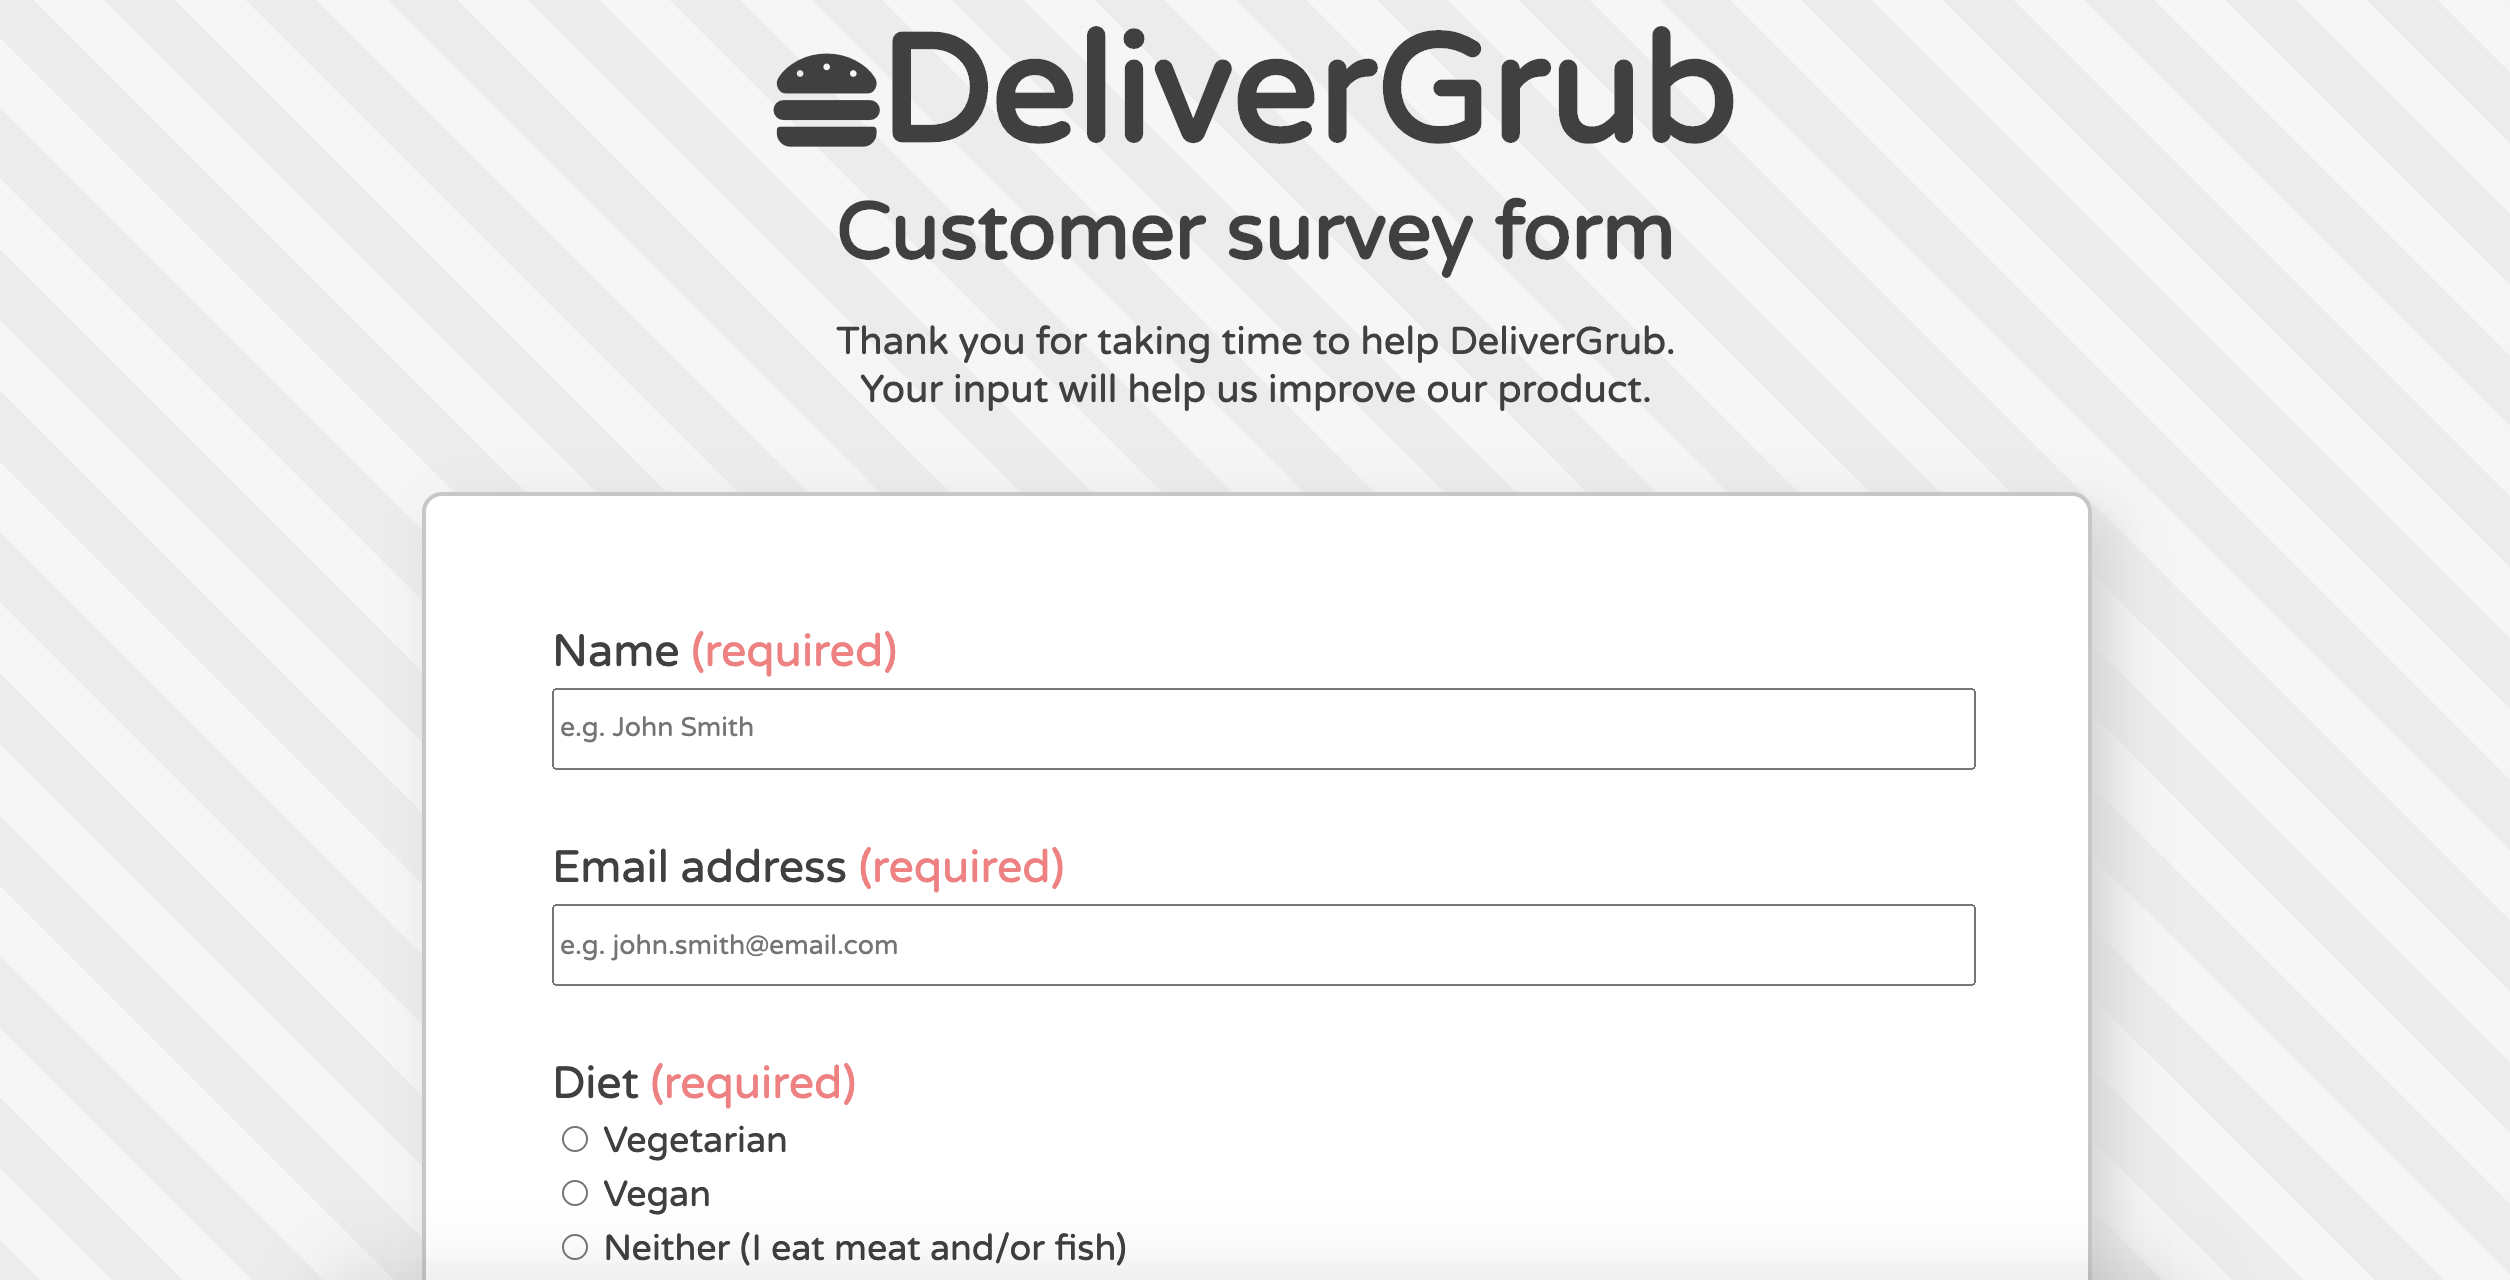 DeliverGrub
Customer survey form
Thank you for taking time to help DeliverGrub.
Your input will help us improve our product.
Name (required)
e.g. John Smith
Email address (required)
e.g. john.smith@email.com
Diet (required)
Vegetarian
Vegan
Neither (I eat meat and/or fish)